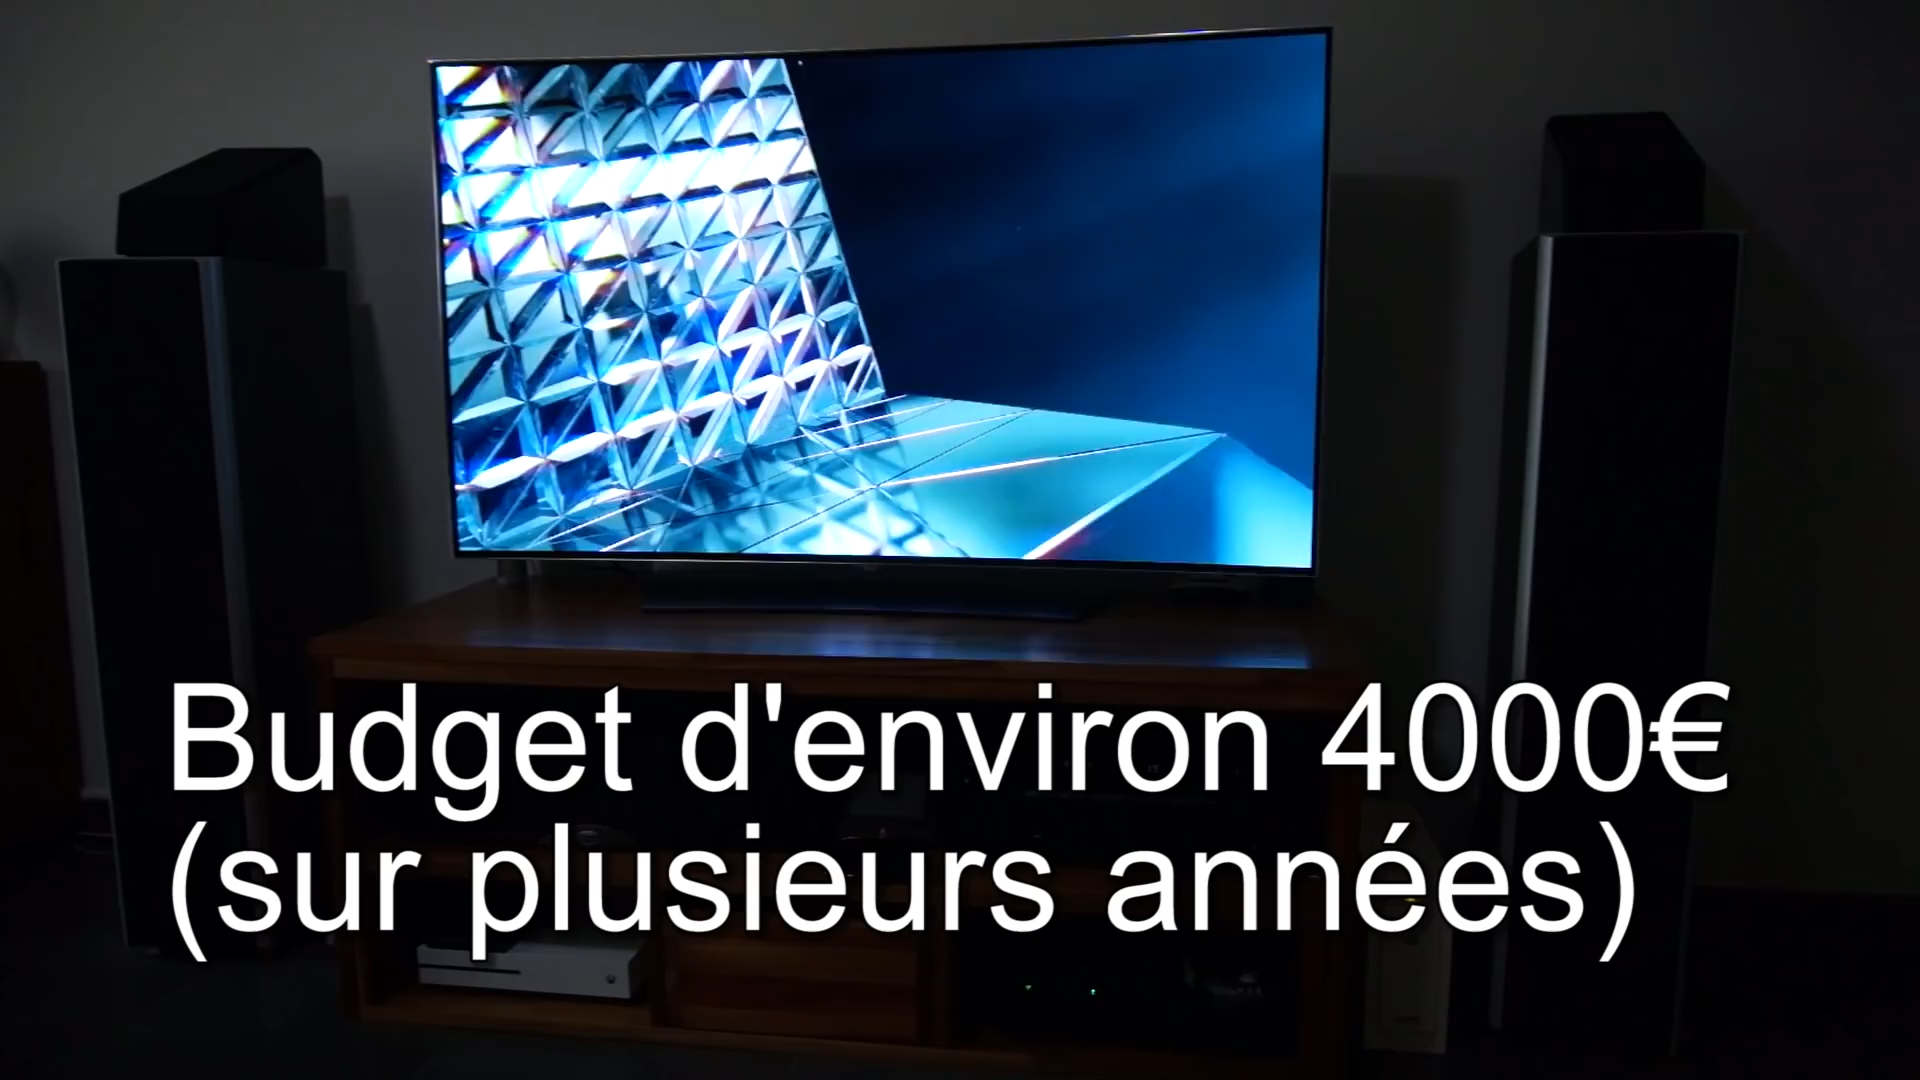 Budget d'environ 4000€
(sur plusieurs années)